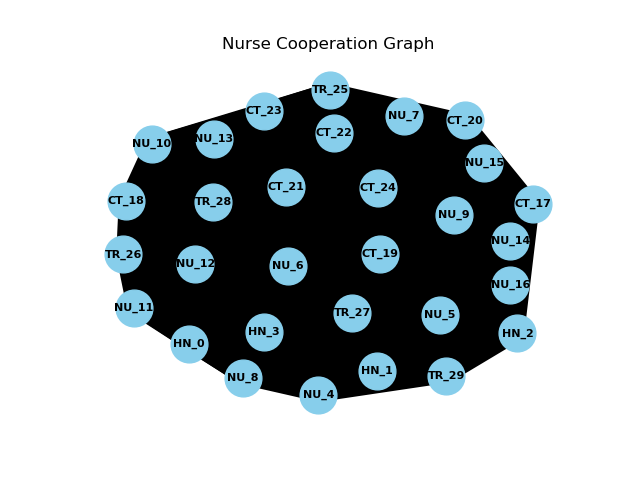 Nurse Cooperation Graph
TR_25
CT_23
NU_7
CT_20
CT_22
NU_13
NU_10
NU_15
CT_21
CT_24
CT_18
TR_28
CT_17
NU_9
NU_14
TR_26
CT_19
NU_12
NU_6
NU_16
NU_11
TR_27
NU_5
HN_3
HN_2
HN_0
HN_1
TR_29
NU_8
NU_4